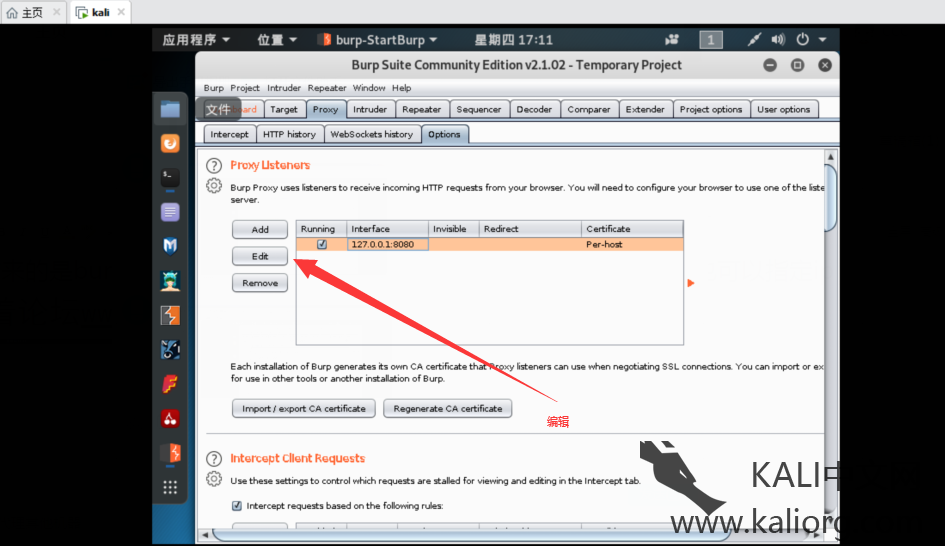 主页
kali
应用程序
位置
burp-StartBurp
星期四 17:11
1
Burp Suite Community Edition v2.1.02 - Temporary Project
Burp Project Intruder Repeater Window Help
文件
Target Proxy Intruder Repeater Sequencer Decoder Comparer Extender Project options User options
Intercept HTTP history WebSockets history Options
? Proxy Listeners
Burp Proxy uses listeners to receive incoming HTTP requests from your browser. You will need to configure your browser to use one of the liste
server.
Add
Running Interface Invisible Redirect Certificate
127.0.0.1:8080 Per-host
Edit
Remove
Each installation of Burp generates its own CA certificate that Proxy listeners can use when negotiating SSL connections. You can import or ex
for use in other tools or another installation of Burp.
Import / export CA certificate Regenerate CA certificate
编辑
? Intercept Client Requests
Use these settings to control which requests are stalled for viewing and editing in the Intercept tab.
Intercept requests based on the following rules:
KALI
www.kaliorg